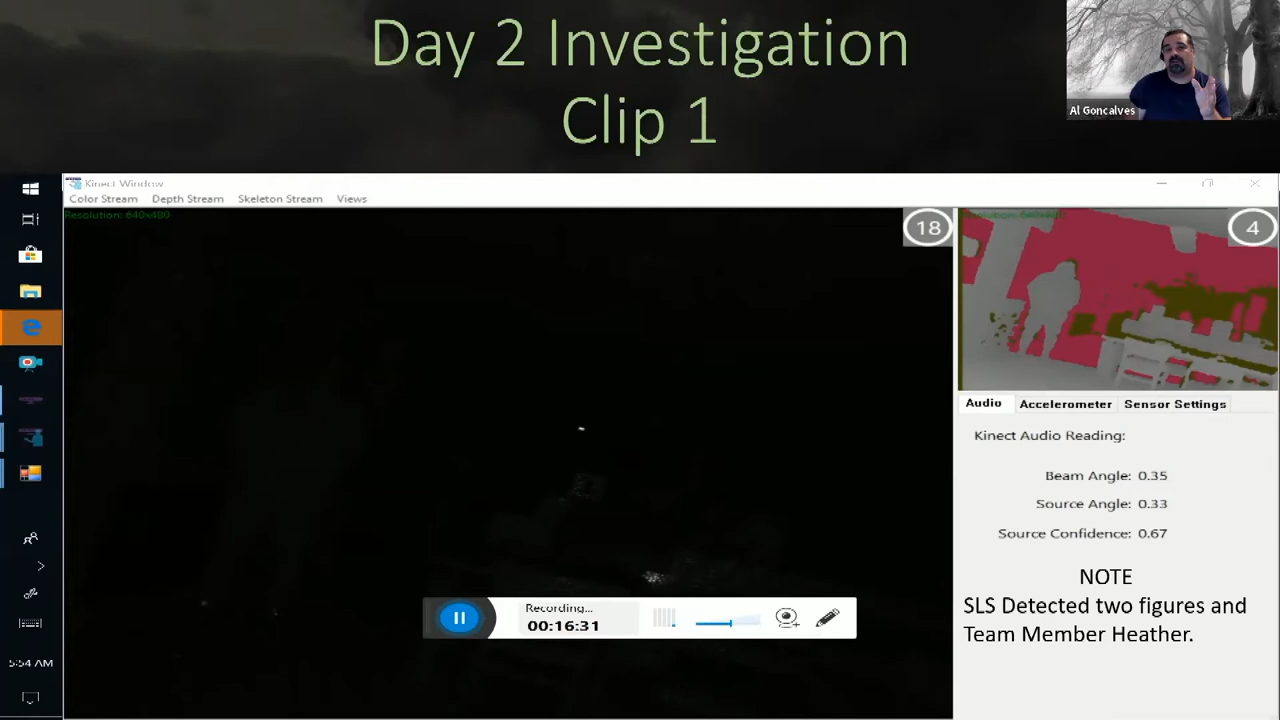 Day 2 Investigation
Clip 1
Al Goncalves
Kinect Window
Color Stream Depth Stream Skeleton Stream Views
Resolution: 640x480
18
4
Audio Accelerometer Sensor Settings
Kinect Audio Reading:
Beam Angle: 0.35
Source Angle: 0.33
Source Confidence: 0.67
NOTE
SLS Detected two figures and
Team Member Heather.
Recording...
00:16:31
5:54 AM